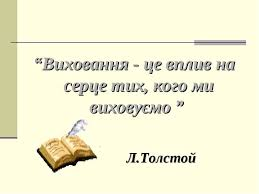 “Виховання - це вплив на
серце тих, кого ми
виховуємо ”
Л.Толстой